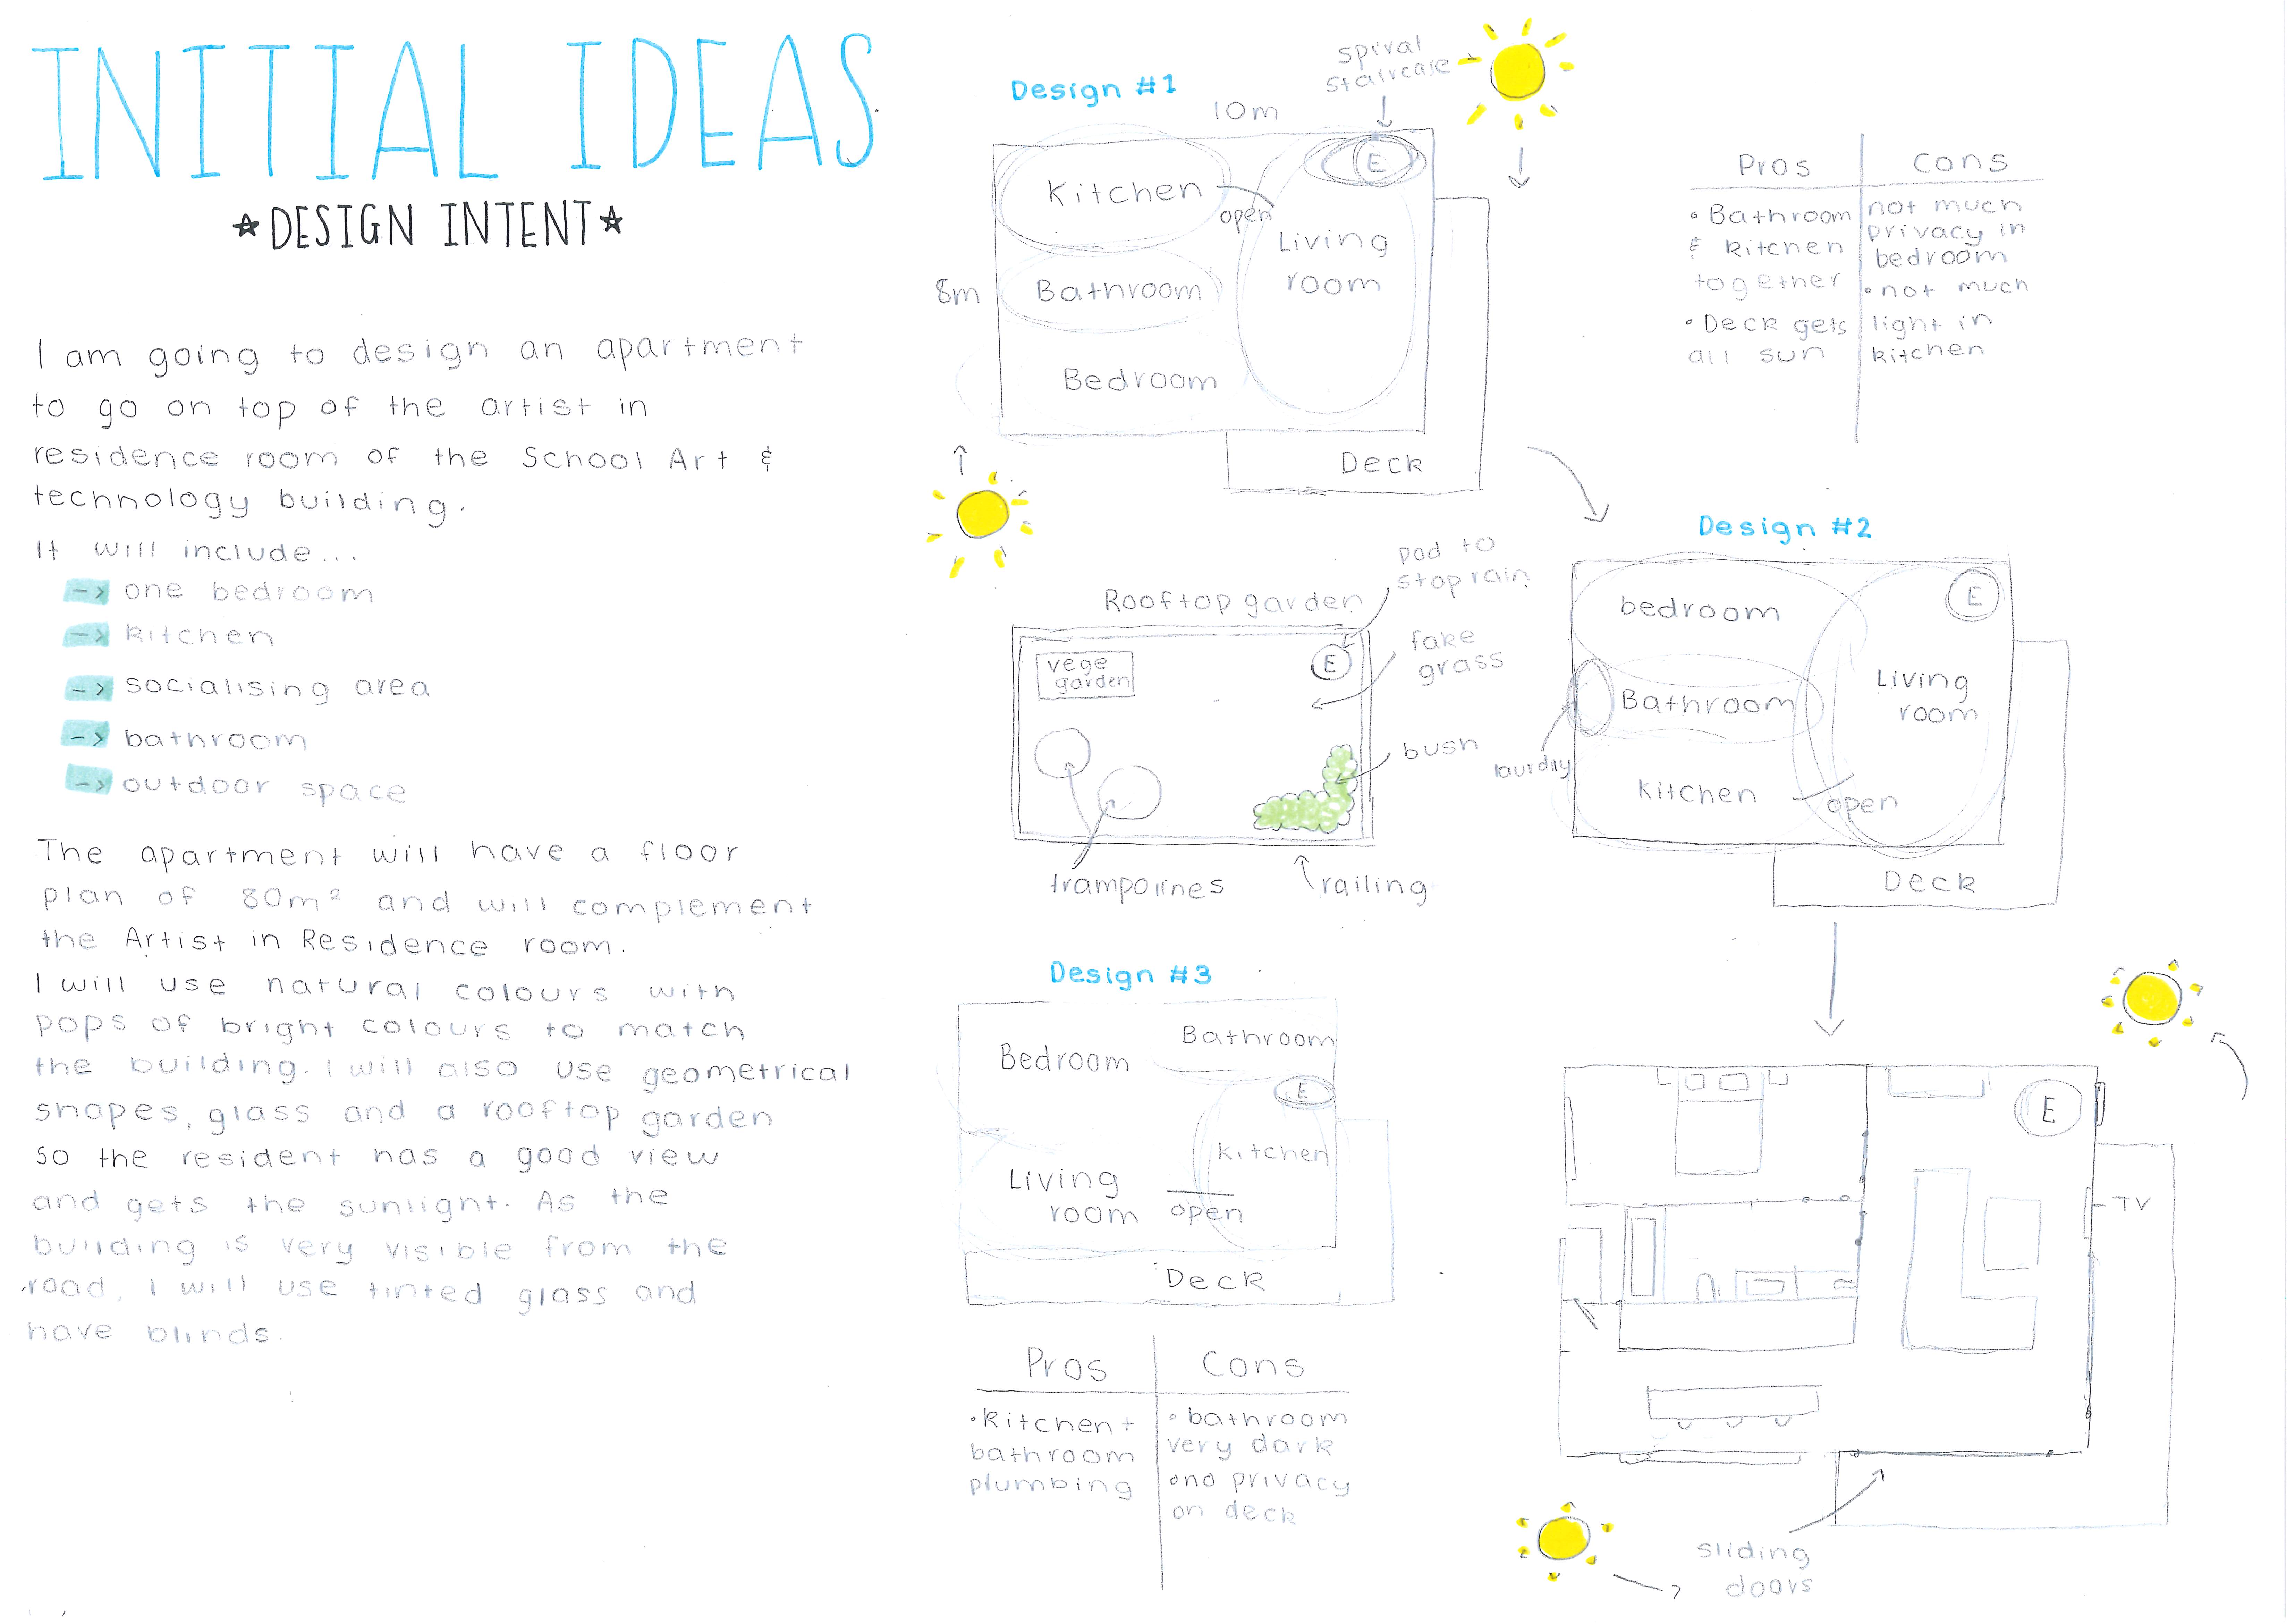 INITIAL IDEAS
★DESIGN INTENT★
I am going to design an apartment
to go on top of the artist in
residence room of the School Art &
technology building.
It will include...
-> one bedroom
-> kitchen
-> socialising area
-> bathroom
-> outdoor space
The apartment will have a floor
plan of 80m² and will complement
the Artist in Residence room.
I will use natural colours with
pops of bright colours to match
the building. I will also use geometrical
shapes, glass and a rooftop garden
so the resident has a good view
and gets the sunlight. As the
building is very visible from the
road, I will use tinted glass and
have blinds.
Design #1
10m
spiral
staircase
8m
Kitchen
open
E
Living
room
Bathroom
Bedroom
Deck
Pros
• Bathroom
& kitchen
together
• Deck gets
all sun
Cons
not much
privacy in
bedroom
• not much
light in
kitchen
Rooftop garden
pod to
stop rain
vege
garden
E
fake
grass
bush
trampolines
railing
Design #2
bedroom
E
Bathroom
Living
room
lourdry
Kitchen
open
Deck
Design #3
Bedroom
Bathroom
E
Kitchen
Living
room
open
Deck
Pros
• Kitchen +
bathroom
plumbing
Cons
• bathroom
very dark
• no privacy
on deck
E
TV
sliding
doors